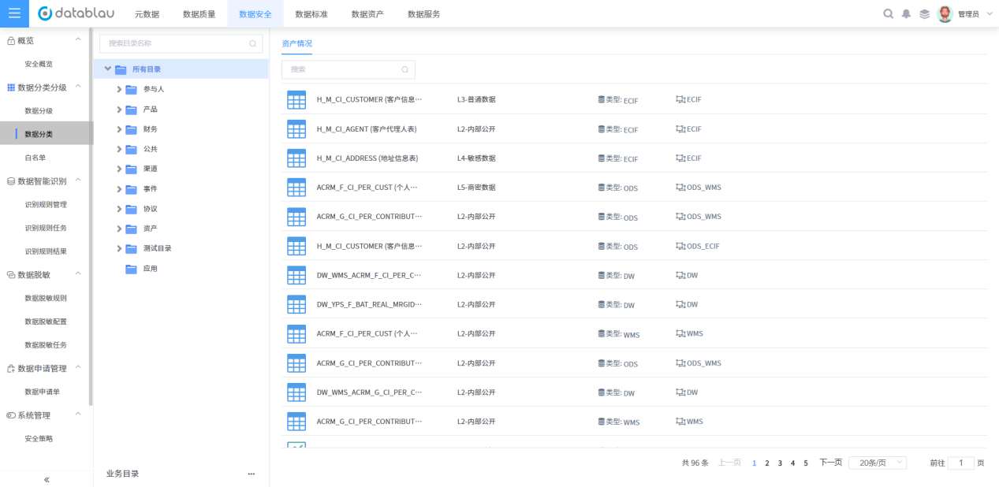 datablau 元数据 数据质量 数据安全 数据标准 数据资产 数据服务 管理员
概览
安全概览
数据分类分级
数据分级
数据分类
白名单
数据智能识别
识别规则管理
识别规则任务
识别规则结果
数据脱敏
数据脱敏规则
数据脱敏配置
数据脱敏任务
数据申请管理
数据申请单
系统管理
安全策略
«
搜索目录名称
所有目录
参与人
产品
财务
公共
渠道
事件
协议
资产
测试目录
应用
业务目录 ···
资产情况
搜索
H_M_CI_CUSTOMER (客户信息··· L3-普通数据 类型: ECIF ECIF
H_M_CI_AGENT (客户代理人表) L2-内部公开 类型: ECIF ECIF
H_M_CI_ADDRESS (地址信息表) L4-敏感数据 类型: ECIF ECIF
ACRM_F_CI_PER_CUST (个人··· L5-商密数据 类型: ODS ODS_WMS
ACRM_G_CI_PER_CONTRIBUT··· L2-内部公开 类型: ODS ODS_WMS
H_M_CI_CUSTOMER (客户信息··· L2-内部公开 类型: ODS ODS_ECIF
DW_WMS_ACRM_F_CI_PER_C··· L2-内部公开 类型: DW DW
DW_YPS_F_BAT_REAL_MRGID··· L2-内部公开 类型: DW DW
ACRM_F_CI_PER_CUST (个人··· L2-内部公开 类型: WMS WMS
ACRM_G_CI_PER_CONTRIBUT··· L2-内部公开 类型: ODS ODS_WMS
DW_WMS_ACRM_G_CI_PER_C··· L2-内部公开 类型: DW DW
ACRM_G_CI_PER_CONTRIBUT··· L2-内部公开 类型: WMS WMS
共 96 条 上一页 1 2 3 4 5 下一页 20条/页 前往 1 页